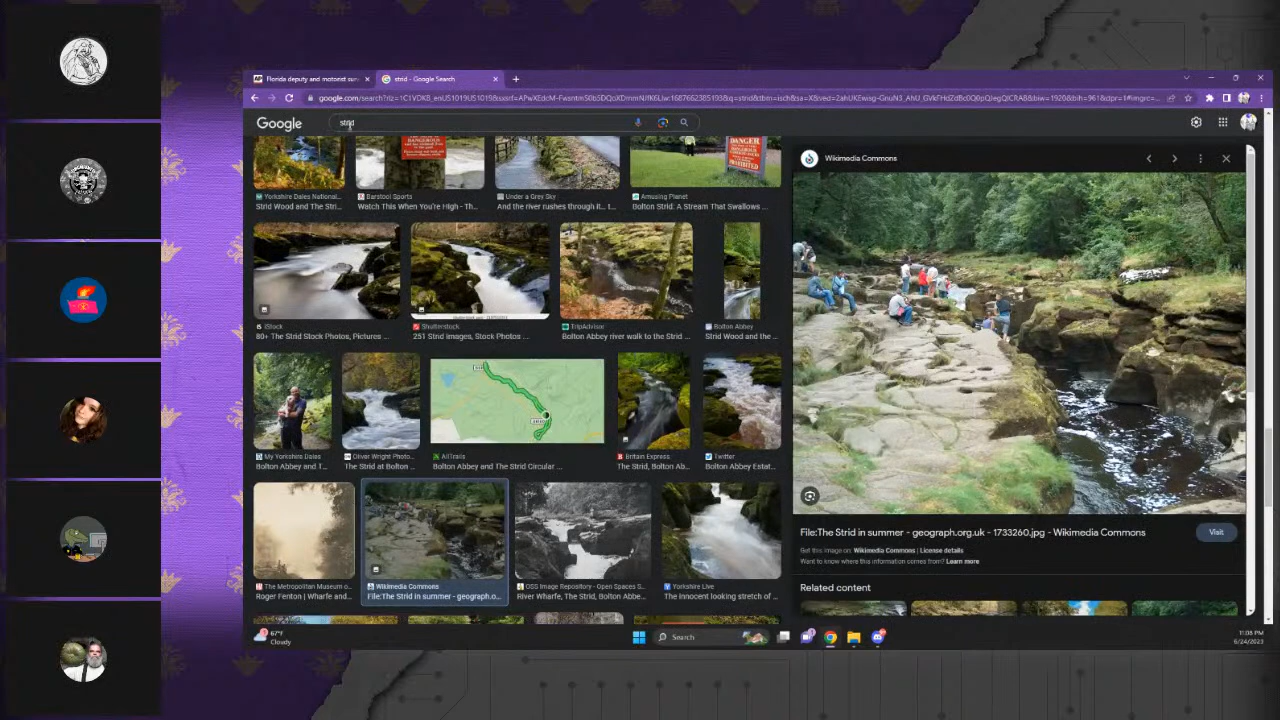 Florida deputy and motorist sur
strid - Google Search
Google
strid
DANGEROUS
DANGER
PROHIBITED
Yorkshire Dales National...
Strid Wood and The Stri...
Barstool Sports
Watch This When You're High - Th...
Under a Grey Sky
And the river rushes through it... t...
Amusing Planet
Bolton Strid: A Stream That Swallows ...
iStock
80+ The Strid Stock Photos, Pictures ...
Shutterstock
251 Strid Images, Stock Photos ...
TripAdvisor
Bolton Abbey river walk to the Strid ...
Bolton Abbey
Strid Wood and the ...
My Yorkshire Dales
Bolton Abbey and T...
Oliver Wright Photo...
The Strid at Bolton ...
AllTrails
Bolton Abbey and The Strid Circular ...
Britain Express
The Strid, Bolton Ab...
Twitter
Bolton Abbey Estat...
The Metropolitan Museum o...
Roger Fenton | Wharfe and...
Wikimedia Commons
File:The Strid in summer - geograph.o...
OSS Image Repository - Open Spaces S...
River Wharfe, The Strid, Bolton Abbe...
Yorkshire Live
The innocent looking stretch of ...
Wikimedia Commons
File:The Strid in summer - geograph.org.uk - 1733260.jpg - Wikimedia Commons
Visit
Get this image on: Wikimedia Commons | License details
Want to know where this information comes from? Learn more
Related content
67°F
Cloudy
Search
11:08 PM
6/24/2023